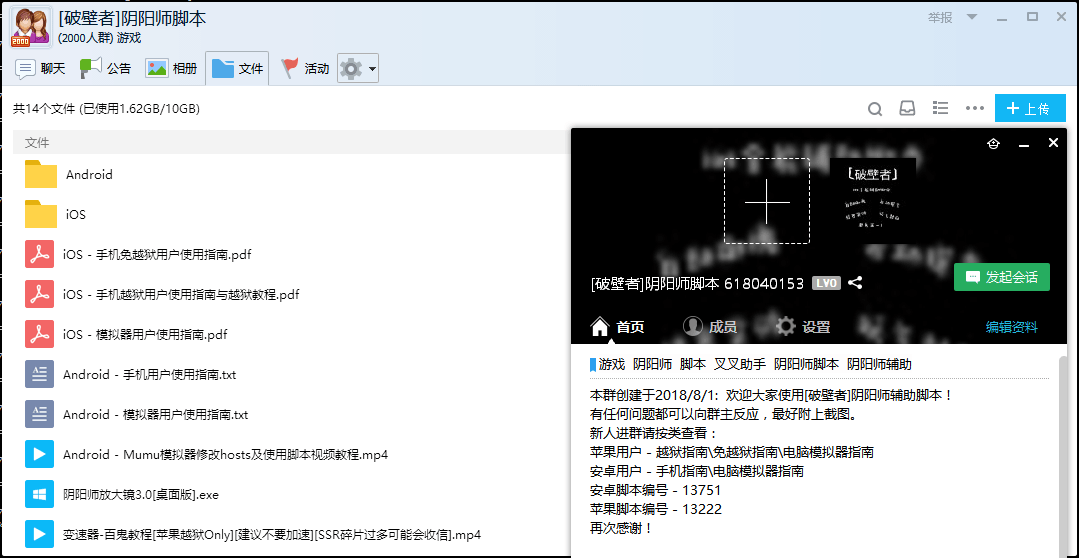 [破壁者]阴阳师脚本
(2000人群) 游戏
举报
2000
聊天 公告 相册 文件 活动
共14个文件 (已使用1.62GB/10GB)
上传
文件
Android
iOS
iOS - 手机免越狱用户使用指南.pdf
iOS - 手机越狱用户使用指南与越狱教程.pdf
iOS - 模拟器用户使用指南.pdf
Android - 手机用户使用指南.txt
Android - 模拟器用户使用指南.txt
Android - Mumu模拟器修改hosts及使用脚本视频教程.mp4
阴阳师放大镜3.0[桌面版].exe
变速器-百鬼教程[苹果越狱Only][建议不要加速][SSR碎片过多可能会收信].mp4
[破壁者]
[破壁者]阴阳师脚本 618040153 LV0
发起会话
首页 成员 设置 编辑资料
游戏 阴阳师 脚本 叉叉助手 阴阳师脚本 阴阳师辅助
本群创建于2018/8/1: 欢迎大家使用[破壁者]阴阳师辅助脚本！
有任何问题都可以向群主反应，最好附上截图。
新人进群请按类查看：
苹果用户 - 越狱指南\免越狱指南\电脑模拟器指南
安卓用户 - 手机指南\电脑模拟器指南
安卓脚本编号 - 13751
苹果脚本编号 - 13222
再次感谢！